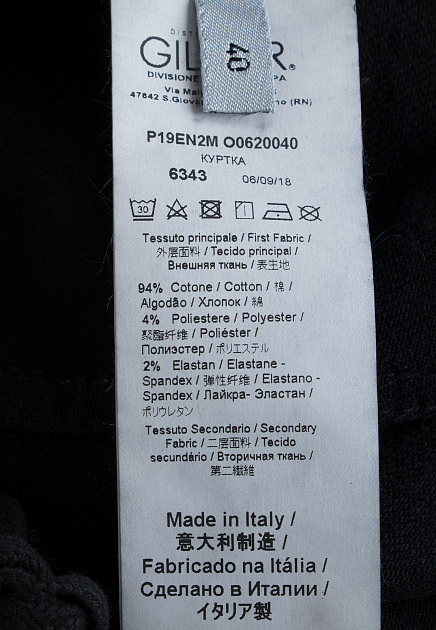 GIL R®
40
DIVISIONE PA
Via
47842 S.Giov no (RN)
P19EN2M O0620040
КУРТКА
6343 06/09/18
30
Tessuto principale / First Fabric /
外层面料 / Tecido principal /
Внешняя ткань / 表生地
94% Cotone / Cotton / 棉 /
Algodão / Хлопок / 綿
4% Poliestere / Polyester /
聚酯纤维 / Poliéster /
Полиэстер / ポリエステル
2% Elastan / Elastane -
Spandex / 弹性纤维 / Elastano -
Spandex / Лайкра- Эластан /
ポリウレタン
Tessuto Secondario / Secondary
Fabric / 二层面料 / Tecido
secundário / Вторичная ткань /
第二繊維
Made in Italy /
意大利制造 /
Fabricado na Itália /
Сделано в Италии /
イタリア製